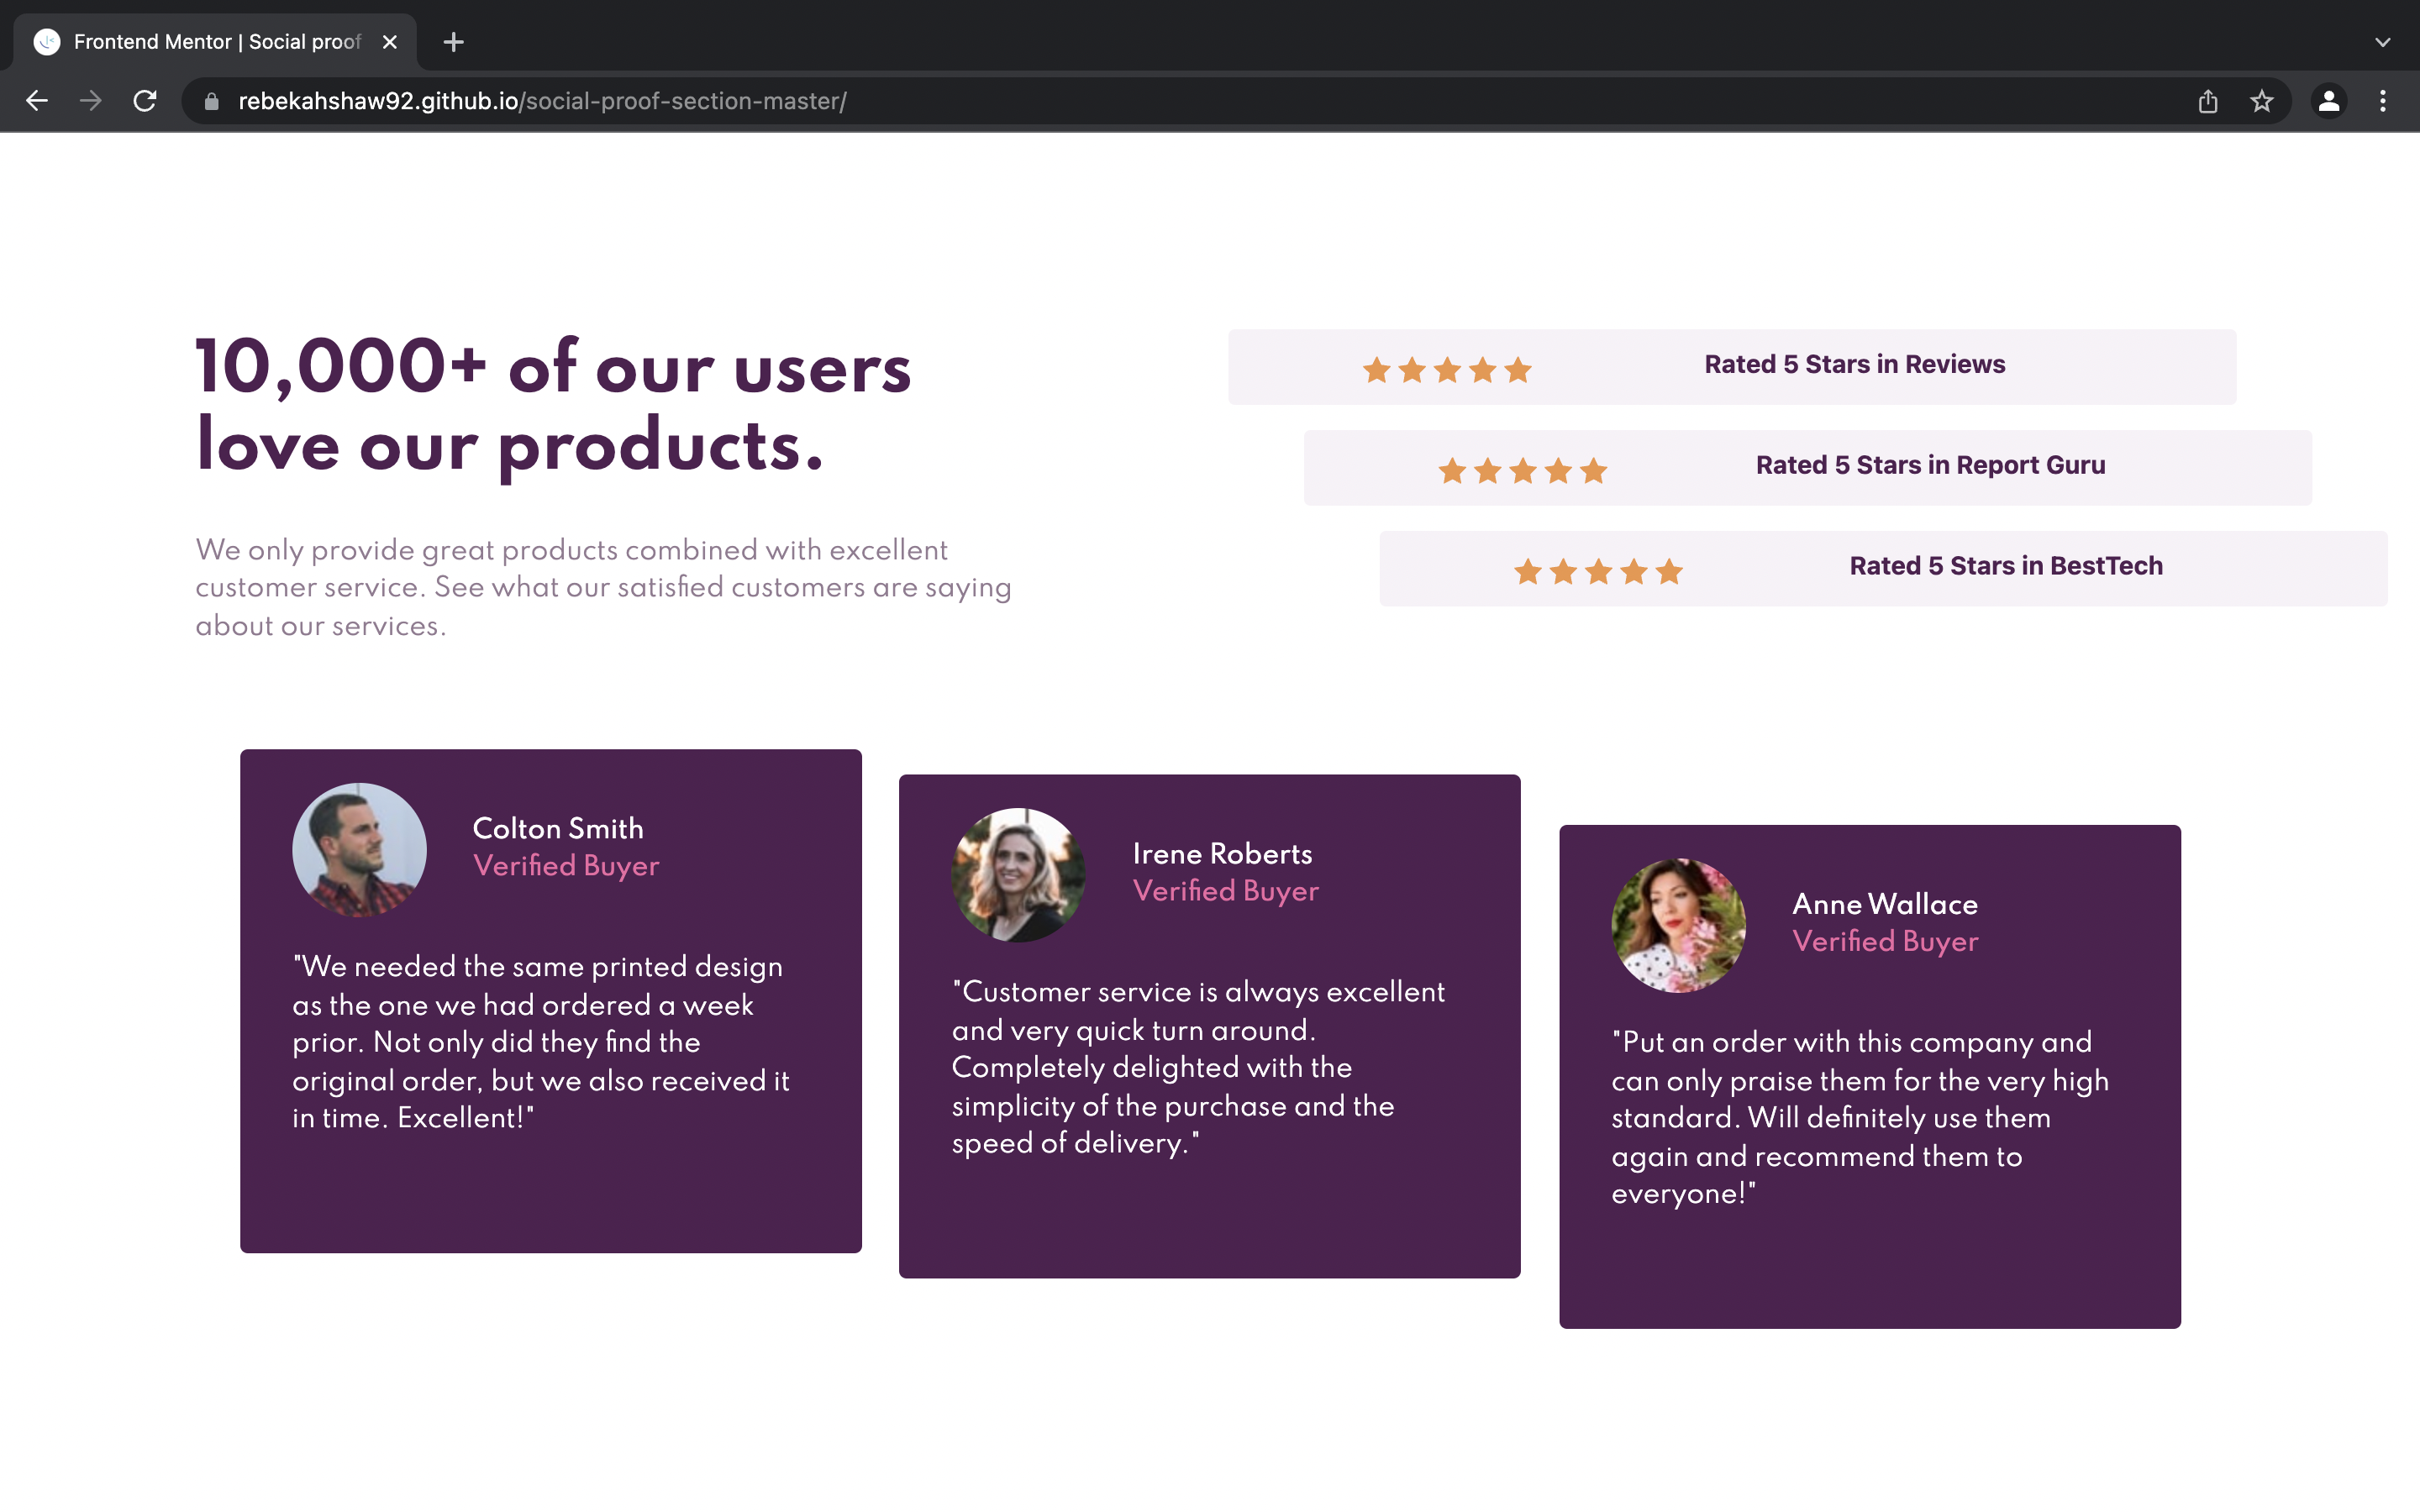 Frontend Mentor | Social proof
rebekahshaw92.github.io/social-proof-section-master/
10,000+ of our users
love our products.
We only provide great products combined with excellent
customer service. See what our satisfied customers are saying
about our services.
Rated 5 Stars in Reviews
Rated 5 Stars in Report Guru
Rated 5 Stars in BestTech
Colton Smith
Verified Buyer
"We needed the same printed design
as the one we had ordered a week
prior. Not only did they find the
original order, but we also received it
in time. Excellent!"
Irene Roberts
Verified Buyer
"Customer service is always excellent
and very quick turn around.
Completely delighted with the
simplicity of the purchase and the
speed of delivery."
Anne Wallace
Verified Buyer
"Put an order with this company and
can only praise them for the very high
standard. Will definitely use them
again and recommend them to
everyone!"